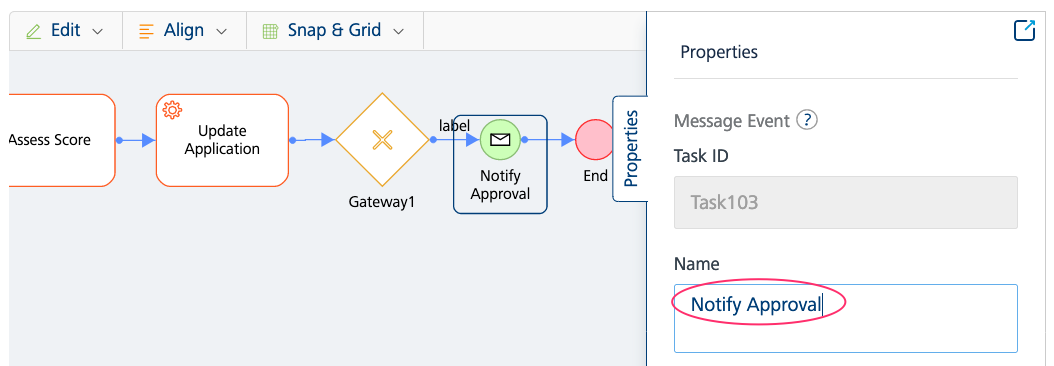 Edit
Align
Snap & Grid
Properties
Message Event ?
Task ID
Task103
Name
Notify Approval
Properties
Assess Score
Update
Application
Gateway1
label
Notify
Approval
End